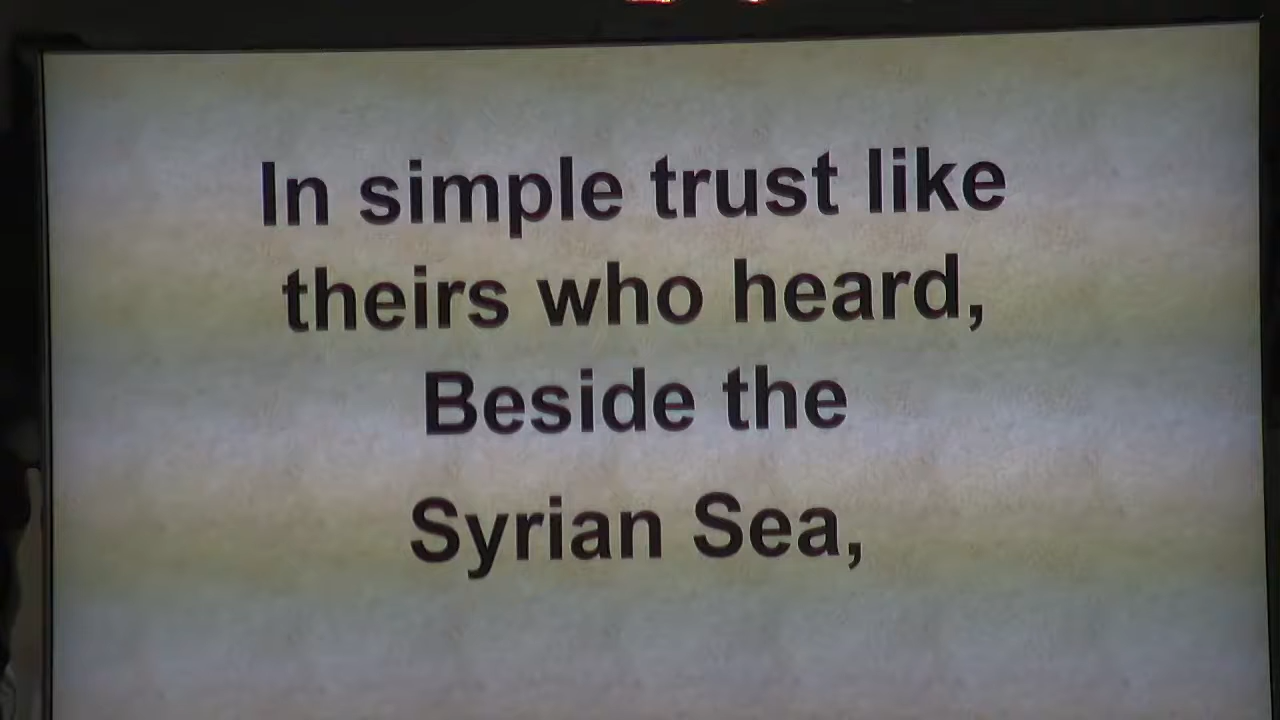 In simple trust like
theirs who heard,
Beside the
Syrian Sea,